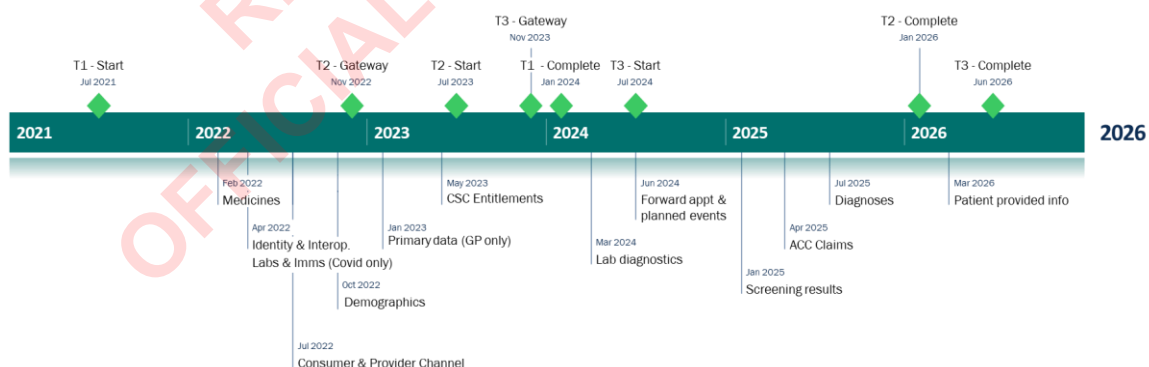 T3 - Gateway
Nov 2023
T2 - Complete
Jan 2026
T1 - Start
Jul 2021
T2 - Gateway
Nov 2022
T2 - Start
Jul 2023
T1 - Complete
Jan 2024
T3 - Start
Jul 2024
T3 - Complete
Jun 2026
2021
2022
2023
2024
2025
2026
2026
Feb 2022
Medicines
May 2023
CSC Entitlements
Jun 2024
Forward appt &
planned events
Jul 2025
Diagnoses
Mar 2026
Patient provided info
Apr 2022
Identity & Interop.
Labs & Imms (Covid only)
Jan 2023
Primary data (GP only)
Mar 2024
Lab diagnostics
Apr 2025
ACC Claims
Jan 2025
Screening results
Oct 2022
Demographics
Jul 2022
Consumer & Provider Channel
OFFICIAL